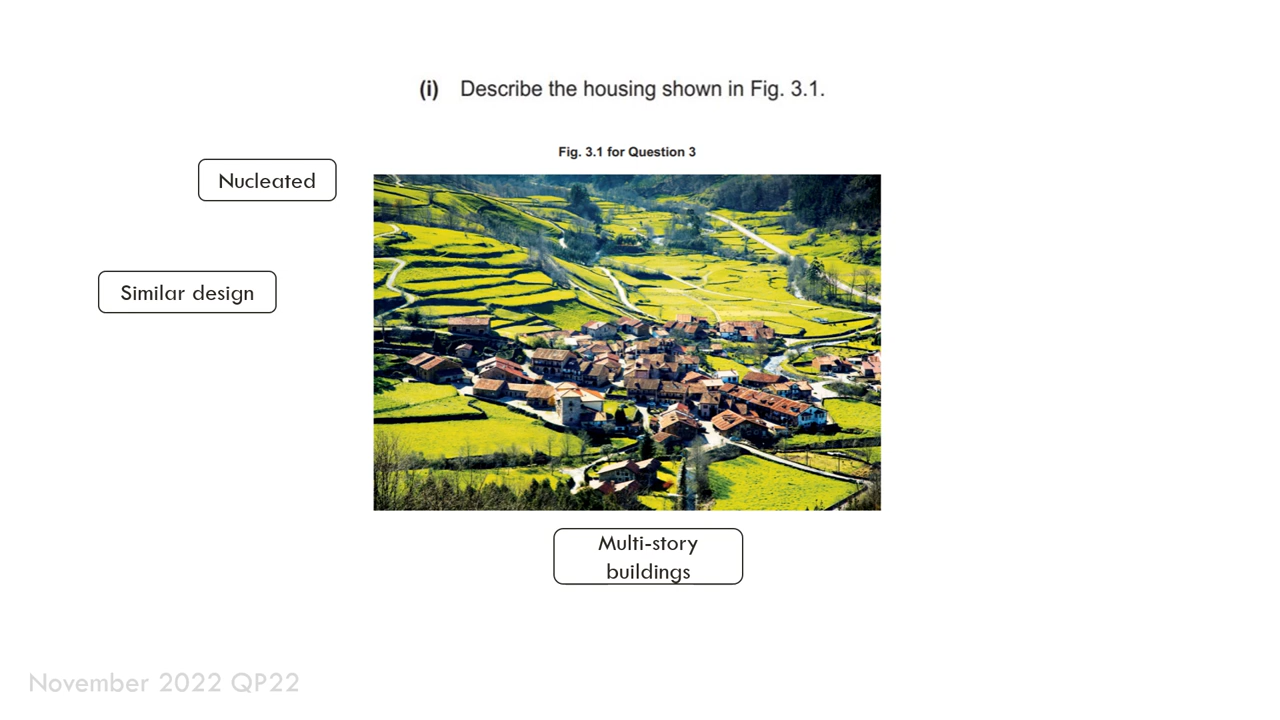 (i) Describe the housing shown in Fig. 3.1.
Fig. 3.1 for Question 3
Nucleated
Similar design
Multi-story
buildings
November 2022 QP22